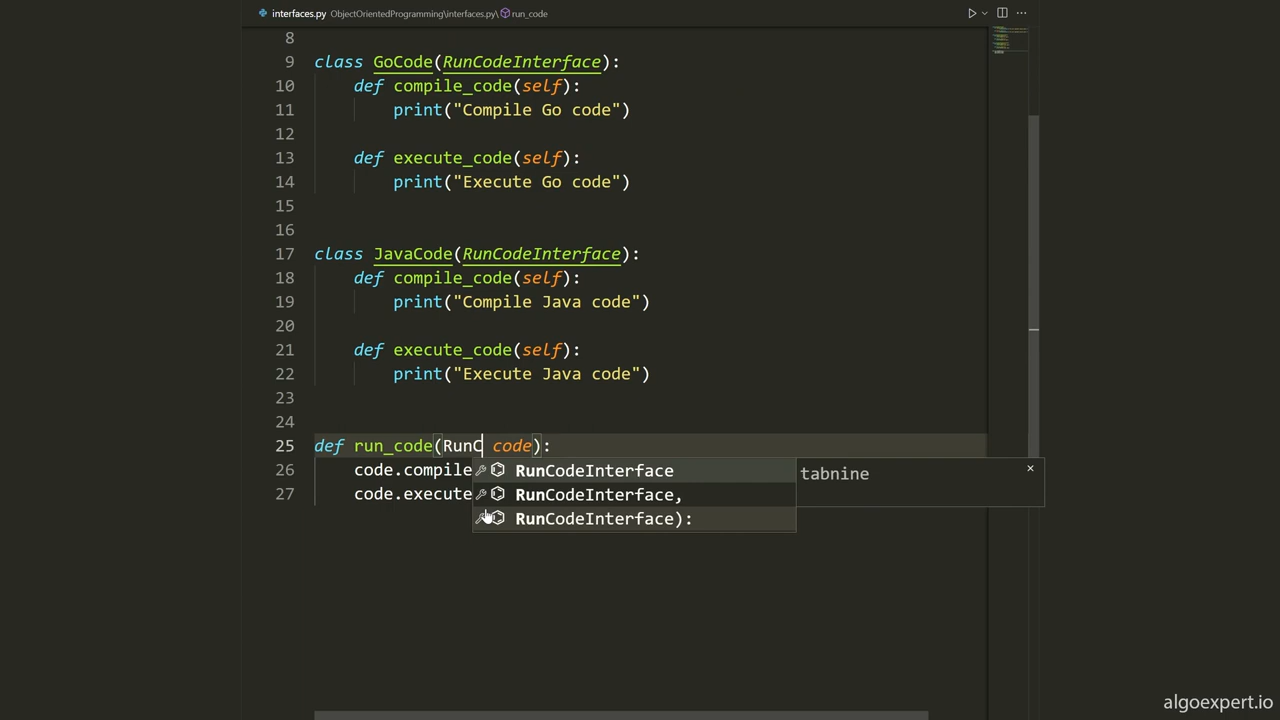 interfaces.py ObjectOrientedProgramming\interfaces.py\ run_code
8
9 class GoCode(RunCodeInterface):
10 def compile_code(self):
11 print("Compile Go code")
12
13 def execute_code(self):
14 print("Execute Go code")
15
16
17 class JavaCode(RunCodeInterface):
18 def compile_code(self):
19 print("Compile Java code")
20
21 def execute_code(self):
22 print("Execute Java code")
23
24
25 def run_code(RunC code):
26 code.compile RunCodeInterface tabnine
RunCodeInterface,
27 code.execute
RunCodeInterface):
algoexpert.io